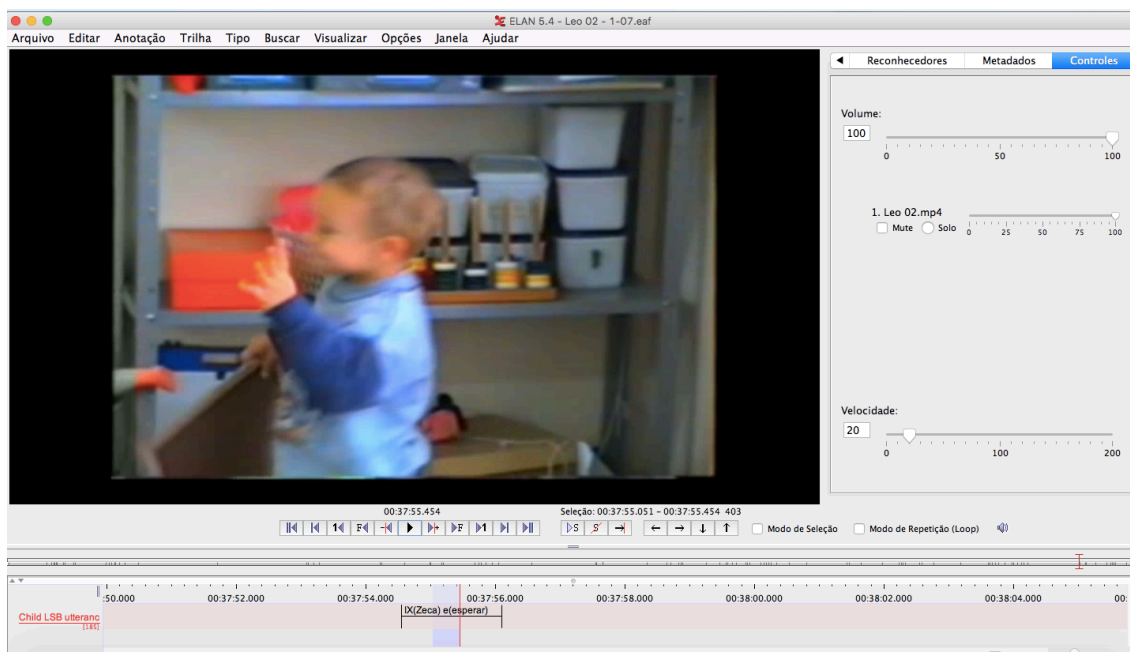 ELAN 5.4 - Leo 02 - 1-07.eaf
Arquivo Editar Anotação Trilha Tipo Buscar Visualizar Opções Janela Ajudar
Reconhecedores Metadados Controles
Volume:
100
0 50 100
1. Leo 02.mp4
Mute Solo
0 25 50 75 100
Velocidade:
20
0 100 200
00:37:55.454
Seleção: 00:37:55.051 - 00:37:55.454 403
1 F F 1 S S Modo de Seleção Modo de Repetição (Loop)
:50.000 00:37:52.000 00:37:54.000 00:37:56.000 00:37:58.000 00:38:00.000 00:38:02.000 00:38:04.000 00:
IX(Zeca) e(esperar)
Child LSB utteranc